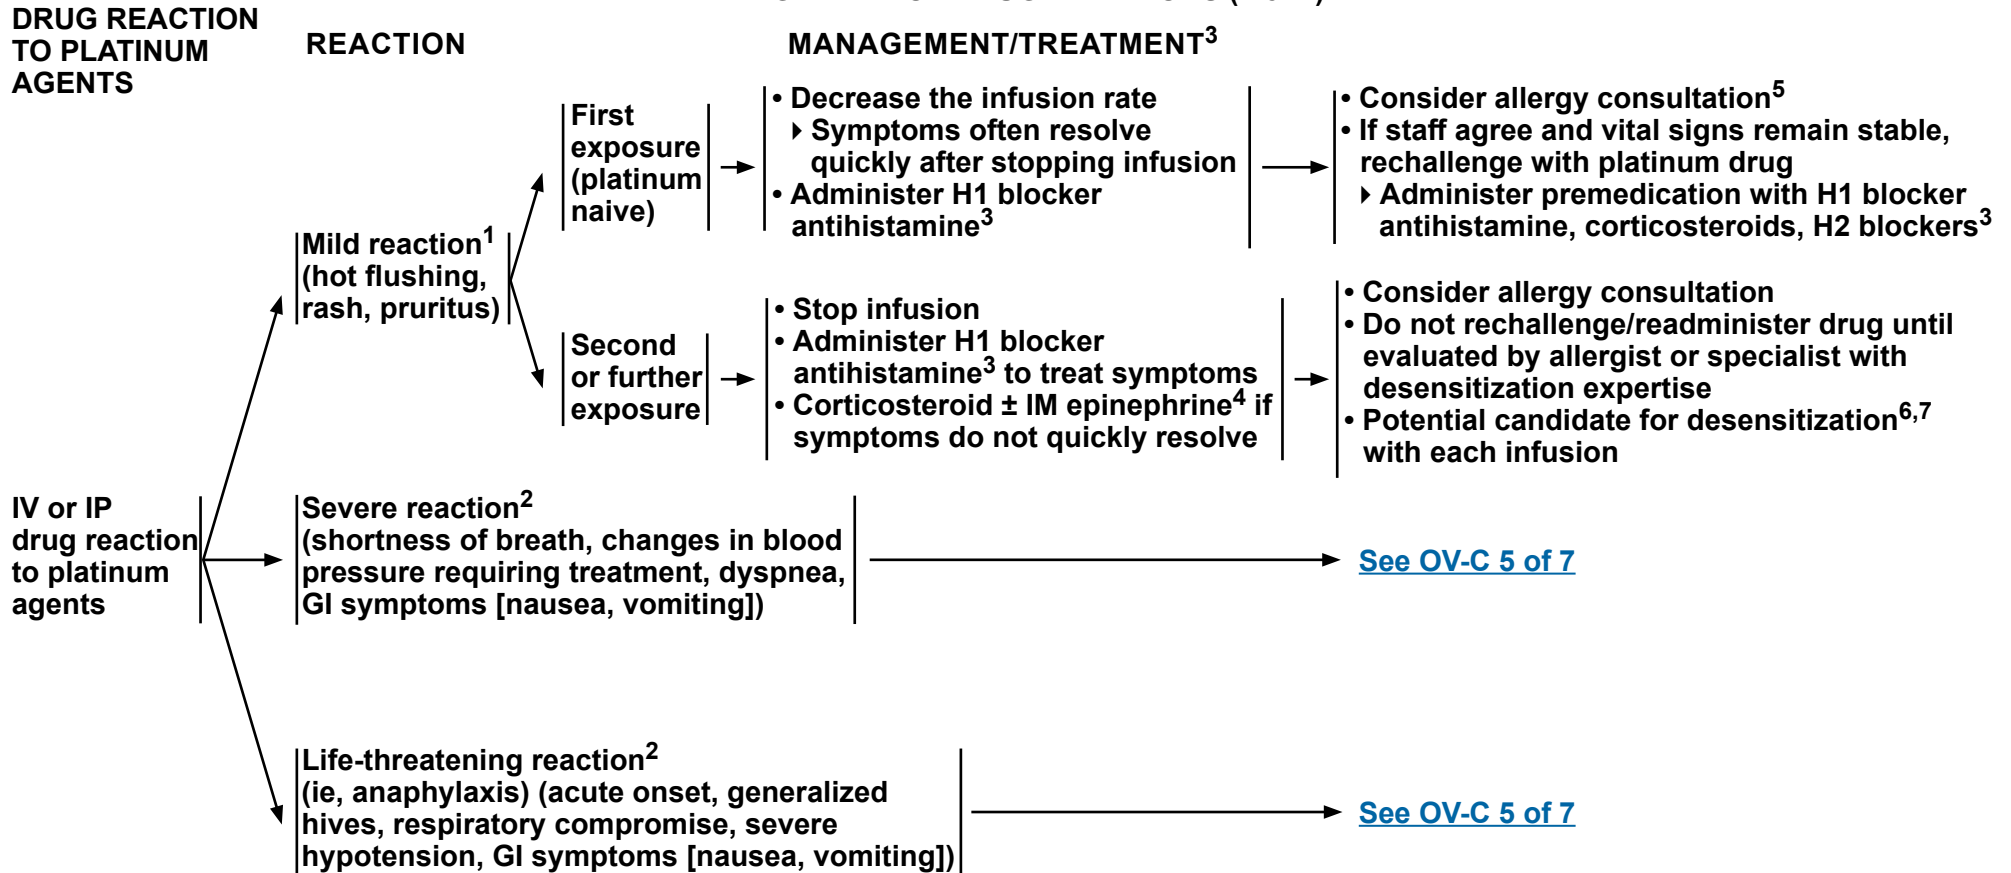 DRUG REACTION
TO PLATINUM
AGENTS
REACTION
MANAGEMENT/TREATMENT3
IV or IP
drug reaction
to platinum
agents
Mild reaction1
(hot flushing,
rash, pruritus)
First
exposure
(platinum
naive)
• Decrease the infusion rate
▸ Symptoms often resolve
quickly after stopping infusion
• Administer H1 blocker
antihistamine3
• Consider allergy consultation5
• If staff agree and vital signs remain stable,
rechallenge with platinum drug
▸ Administer premedication with H1 blocker
antihistamine, corticosteroids, H2 blockers3
Second
or further
exposure
• Stop infusion
• Administer H1 blocker
antihistamine3 to treat symptoms
• Corticosteroid ± IM epinephrine4 if
symptoms do not quickly resolve
• Consider allergy consultation
• Do not rechallenge/readminister drug until
evaluated by allergist or specialist with
desensitization expertise
• Potential candidate for desensitization6,7
with each infusion
Severe reaction2
(shortness of breath, changes in blood
pressure requiring treatment, dyspnea,
GI symptoms [nausea, vomiting])
See OV-C 5 of 7
Life-threatening reaction2
(ie, anaphylaxis) (acute onset, generalized
hives, respiratory compromise, severe
hypotension, GI symptoms [nausea, vomiting])
See OV-C 5 of 7